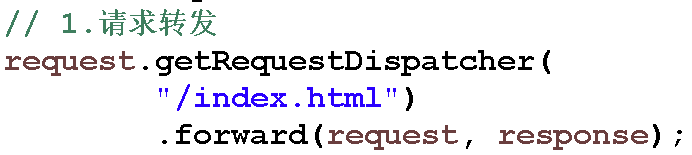 // 1.请求转发
request.getRequestDispatcher(
"/index.html")
.forward(request, response);